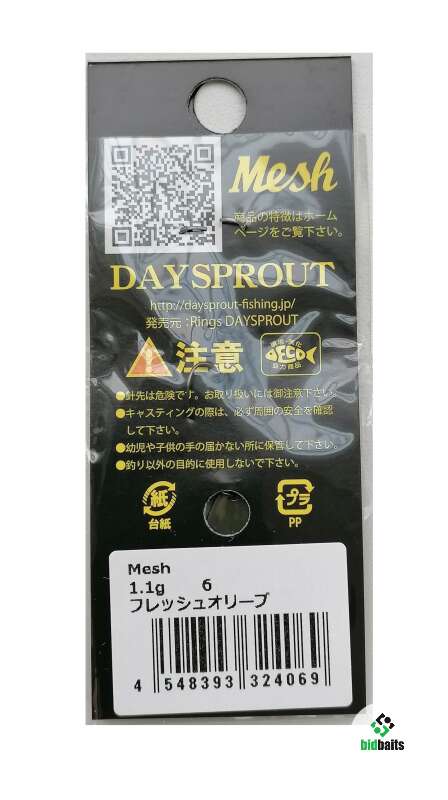 Mesh
商品の特徴はホーム
ページをご覧下さい。
DAYSPROUT
http://daysprout-fishing.jp/
発売元 : Rings DAYSPROUT
注意
ECO
●針先は危険です。お取り扱いには御注意下さい。
●キャスティングの際は、必ず周囲の安全を確認
して下さい。
●幼児や子供の手の届かない所に保管して下さい。
●釣り以外の目的に使用しないで下さい。
紙
台紙
プラ
PP
Mesh
1.1g 6
フレッシュオリーブ
4 548393 324069
bidbaits